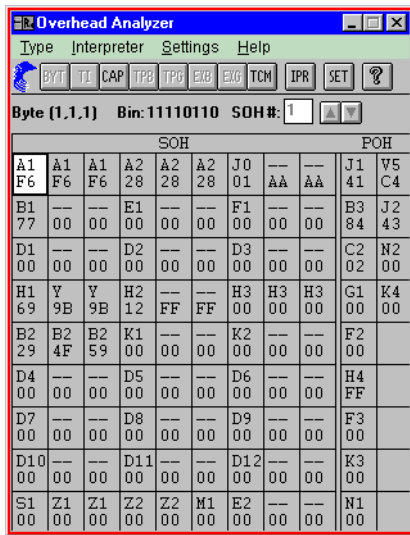 Overhead Analyzer
Type Interpreter Settings Help
BYT TI CAP TPB TPG EXB EXG TCM IPR SET ?
Byte (1,1,1) Bin:11110110 SOH#: 1
SOH POH
A1 A1 A1 A2 A2 A2 J0 -- -- J1 V5
F6 F6 F6 28 28 28 01 AA AA 41 C4
B1 -- -- E1 -- -- F1 -- -- B3 J2
77 00 00 00 00 00 00 00 00 84 43
D1 -- -- D2 -- -- D3 -- -- C2 N2
00 00 00 00 00 00 00 00 00 02 00
H1 Y Y H2 -- -- H3 H3 H3 G1 K4
69 9B 9B 12 FF FF 00 00 00 00 00
B2 B2 B2 K1 -- -- K2 -- -- F2
29 4F 59 00 00 00 00 00 00 00
D4 -- -- D5 -- -- D6 -- -- H4
00 00 00 00 00 00 00 00 00 FF
D7 -- -- D8 -- -- D9 -- -- F3
00 00 00 00 00 00 00 00 00 00
D10 -- -- D11 -- -- D12 -- -- K3
00 00 00 00 00 00 00 00 00 00
S1 Z1 Z1 Z2 Z2 M1 E2 -- -- N1
00 00 00 00 00 00 00 00 00 00